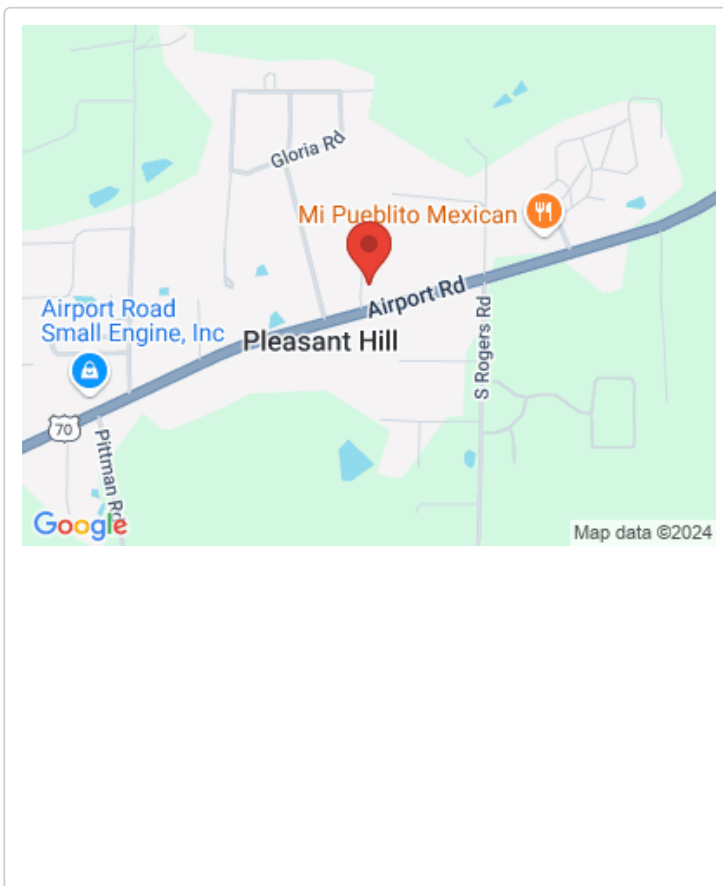 Gloria Rd
Mi Pueblito Mexican
Airport Rd
Airport Road
Small Engine, Inc
Pleasant Hill
S Rogers Rd
70
Pittman Rd
Google
Map data ©2024